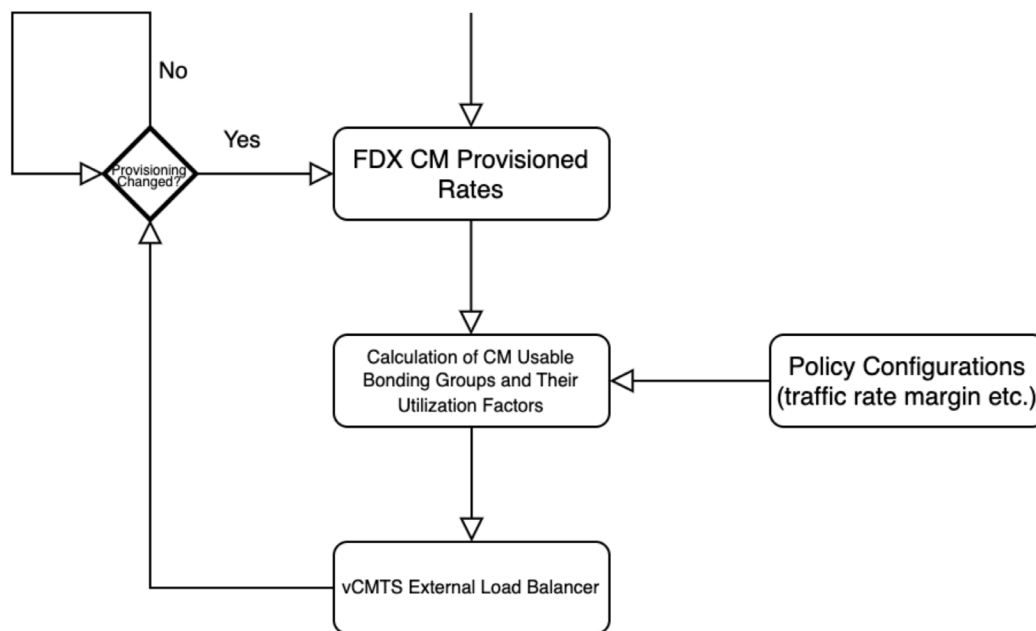 No
Yes
Provisioning
Changed?
FDX CM Provisioned
Rates
Calculation of CM Usable
Bonding Groups and Their
Utilization Factors
Policy Configurations
(traffic rate margin etc.)
vCMTS External Load Balancer